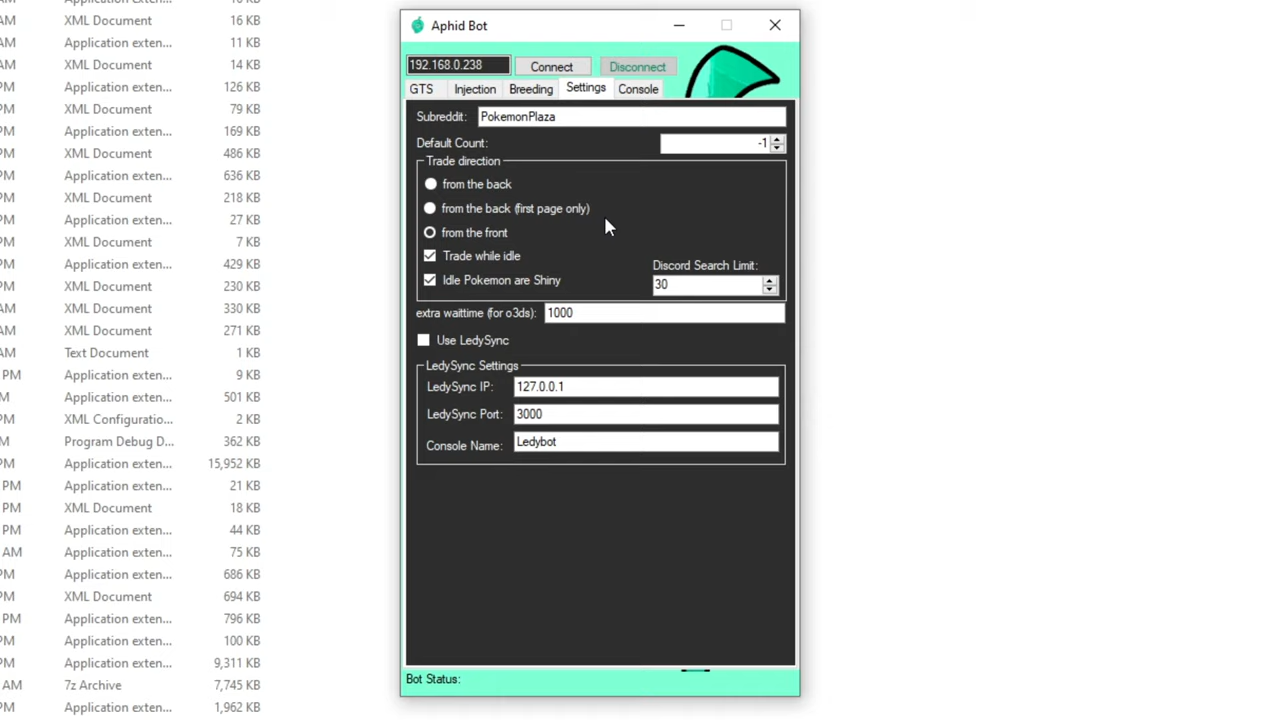 AM XML Document 16 KB
AM XML Document 11 KB
AM XML Document 14 KB
PM Application exten... 126 KB
PM XML Document 79 KB
PM Application exten... 169 KB
PM XML Document 486 KB
PM Application exten... 636 KB
PM XML Document 218 KB
PM Application exten... 27 KB
PM XML Document 7 KB
PM Application exten... 429 KB
PM XML Document 230 KB
AM XML Document 330 KB
PM XML Document 271 KB
AM Text Document 1 KB
PM Application exten... 9 KB
M Application exten... 501 KB
PM XML Configuratio... 2 KB
M Program Debug D... 362 KB
PM Application exten... 15,952 KB
PM Application exten... 21 KB
PM XML Document 18 KB
PM Application exten... 44 KB
AM Application exten... 75 KB
PM Application exten... 686 KB
PM XML Document 694 KB
PM Application exten... 796 KB
PM Application exten... 100 KB
PM Application exten... 9,311 KB
AM 7z Archive 7,745 KB
PM Application exten... 1,962 KB
Aphid Bot
192.168.0.238 Connect Disconnect
GTS Injection Breeding Settings Console
Subreddit: PokemonPlaza
Default Count: -1
Trade direction
from the back
from the back (first page only)
from the front
Trade while idle
Discord Search Limit:
Idle Pokemon are Shiny 30
extra waittime (for o3ds): 1000
Use LedySync
LedySync Settings
LedySync IP: 127.0.0.1
LedySync Port: 3000
Console Name: Ledybot
Bot Status: